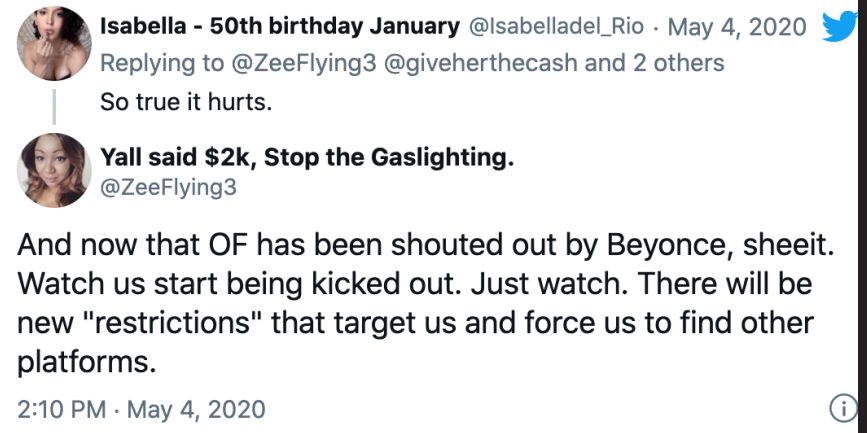 Isabella - 50th birthday January @Isabelladel_Rio · May 4, 2020
Replying to @ZeeFlying3 @giveherthecash and 2 others
So true it hurts.
Yall said $2k, Stop the Gaslighting.
@ZeeFlying3
And now that OF has been shouted out by Beyonce, sheeit.
Watch us start being kicked out. Just watch. There will be
new "restrictions" that target us and force us to find other
platforms.
2:10 PM · May 4, 2020